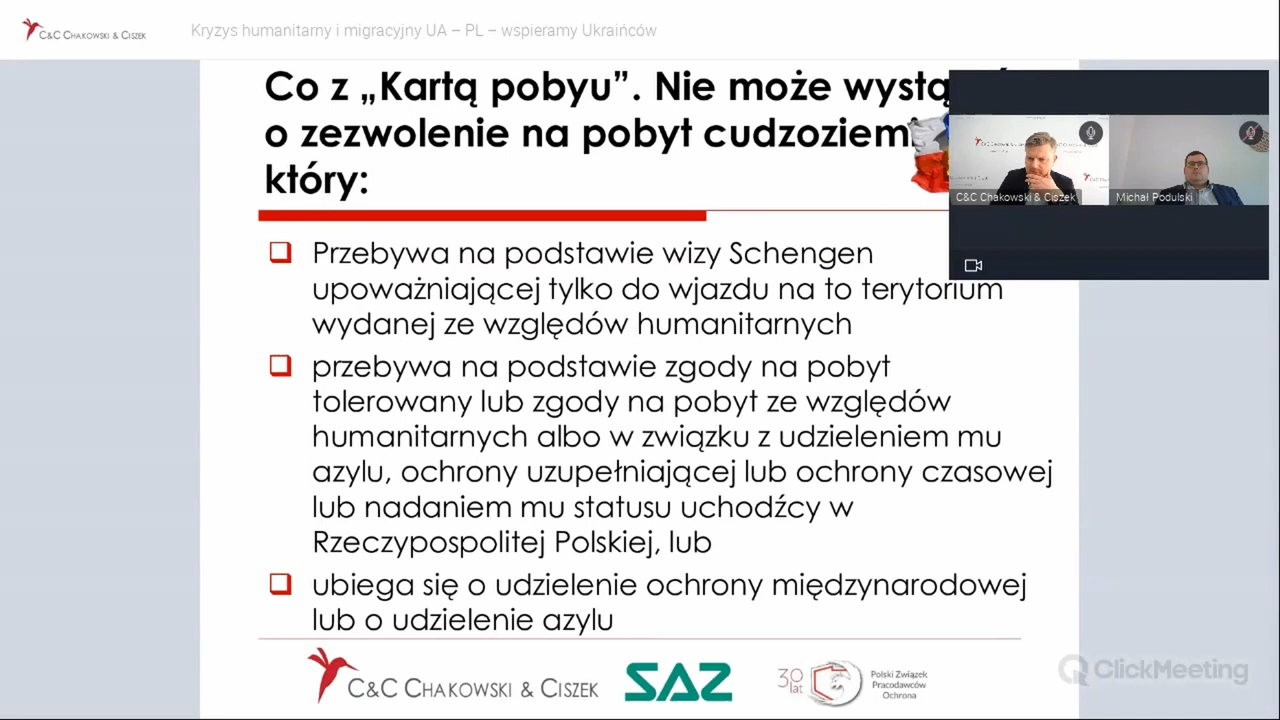 C&C CHAKOWSKI & CISZEK
Kryzys humanitarny i migracyjny UA – PL – wspieramy Ukraińców
Co z „Kartą pobyu”. Nie może
o zezwolenie na pobyt
który:
C&C Chakowski & Ciszek
Michał Podulski
Przebywa na podstawie wizy Schengen
upoważniającej tylko do wjazdu na to terytorium
wydanej ze względów humanitarnych
przebywa na podstawie zgody na pobyt
tolerowany lub zgody na pobyt ze względów
humanitarnych albo w związku z udzieleniem mu
azylu, ochrony uzupełniającej lub ochrony czasowej
lub nadaniem mu statusu uchodźcy w
Rzeczypospolitej Polskiej, lub
ubiega się o udzielenie ochrony międzynarodowej
lub o udzielenie azylu
C&C CHAKOWSKI & CISZEK
SAZ
30 lat
Polski Związek
Pracodawców
Ochrona
ClickMeeting